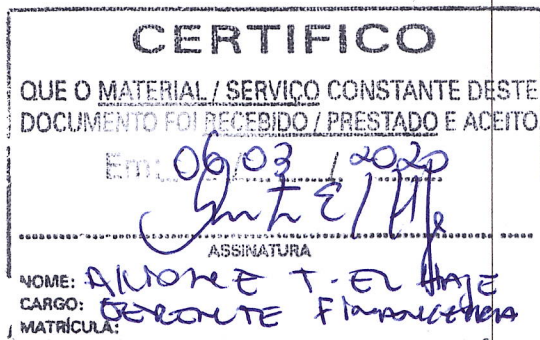 CERTIFICO
QUE O MATERIAL / SERVIÇO CONSTANTE DESTE
DOCUMENTO FOI RECEBIDO / PRESTADO E ACEITO
Em: 06/03 / 2020
ASSINATURA
NOME: T. EL HAJE
CARGO: GERENTE FINANCEIRA
MATRÍCULA: